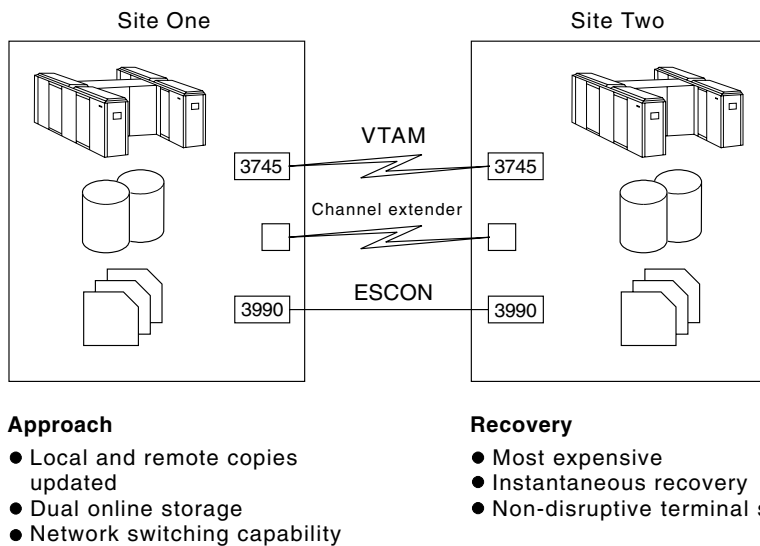 Site One
Site Two
VTAM
3745
3745
Channel extender
ESCON
3990
3990
Approach
● Local and remote copies
updated
● Dual online storage
● Network switching capability
Recovery
● Most expensive
● Instantaneous recovery
● Non-disruptive terminal